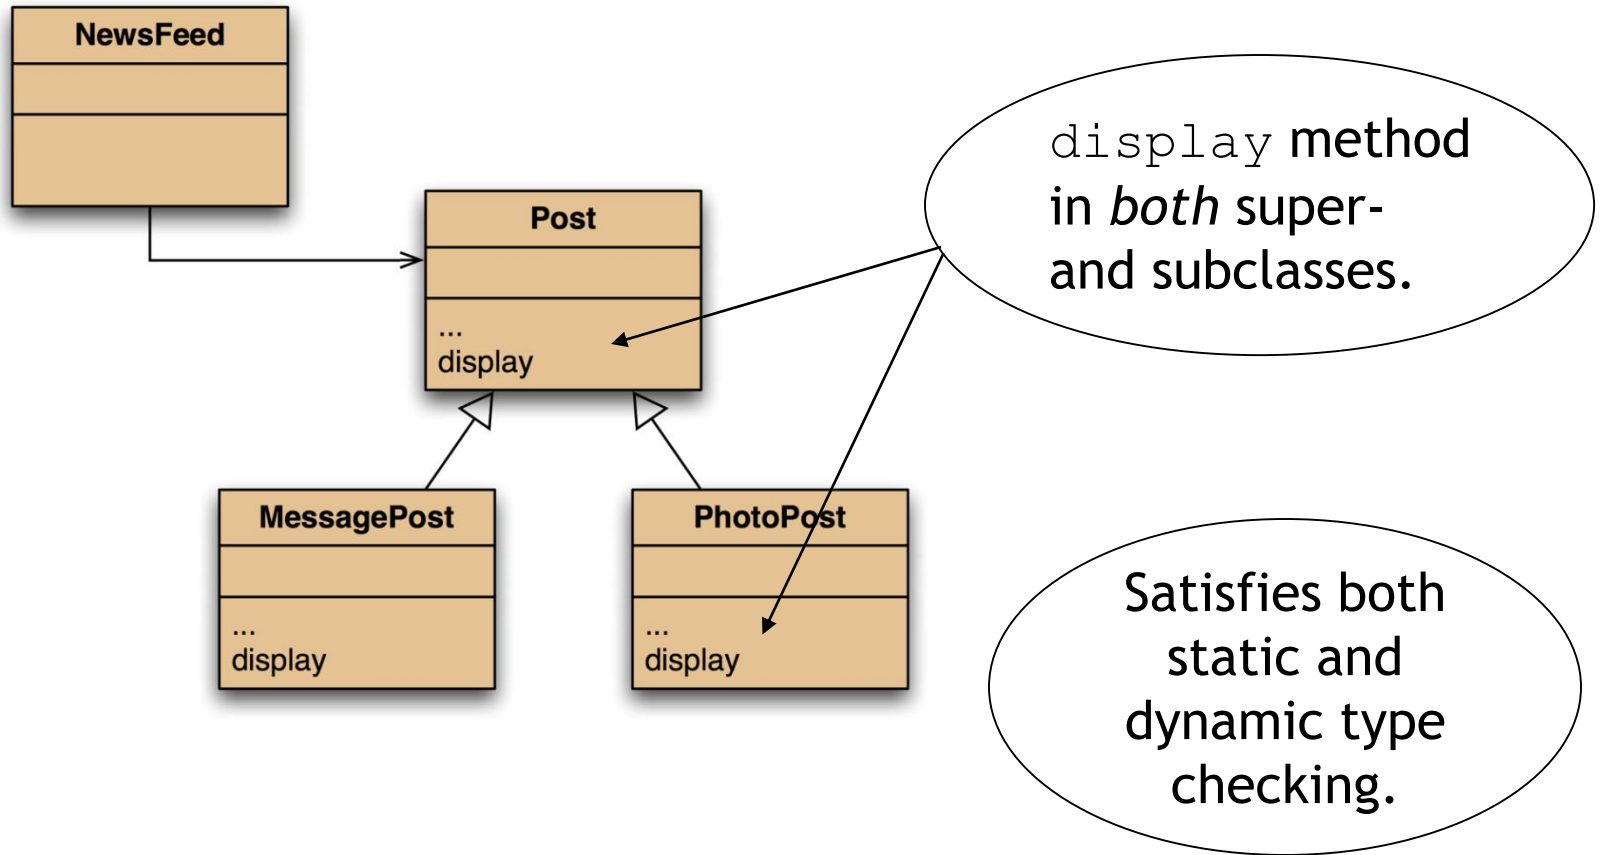 NewsFeed
Post
...
display
MessagePost
...
display
PhotoPost
...
display
display method
in both super-
and subclasses.
Satisfies both
static and
dynamic type
checking.